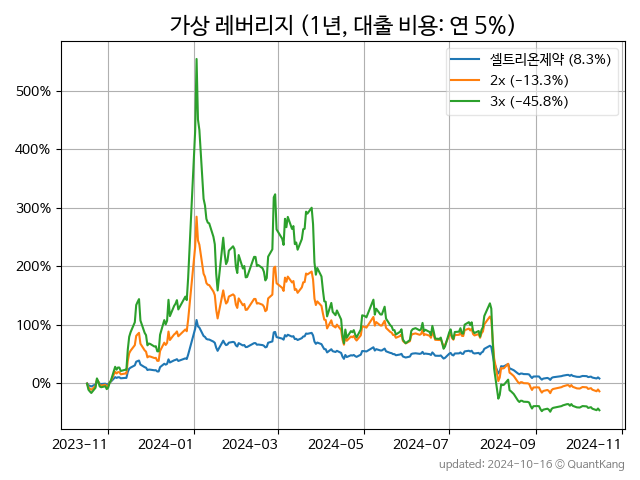 가상 레버리지 (1년, 대출 비용: 연 5%)
셀트리온제약 (8.3%)
2x (−13.3%)
3x (−45.8%)
500%
400%
300%
200%
100%
0%
2023-11 2024-01 2024-03 2024-05 2024-07 2024-09 2024-11
updated: 2024-10-16 © QuantKang